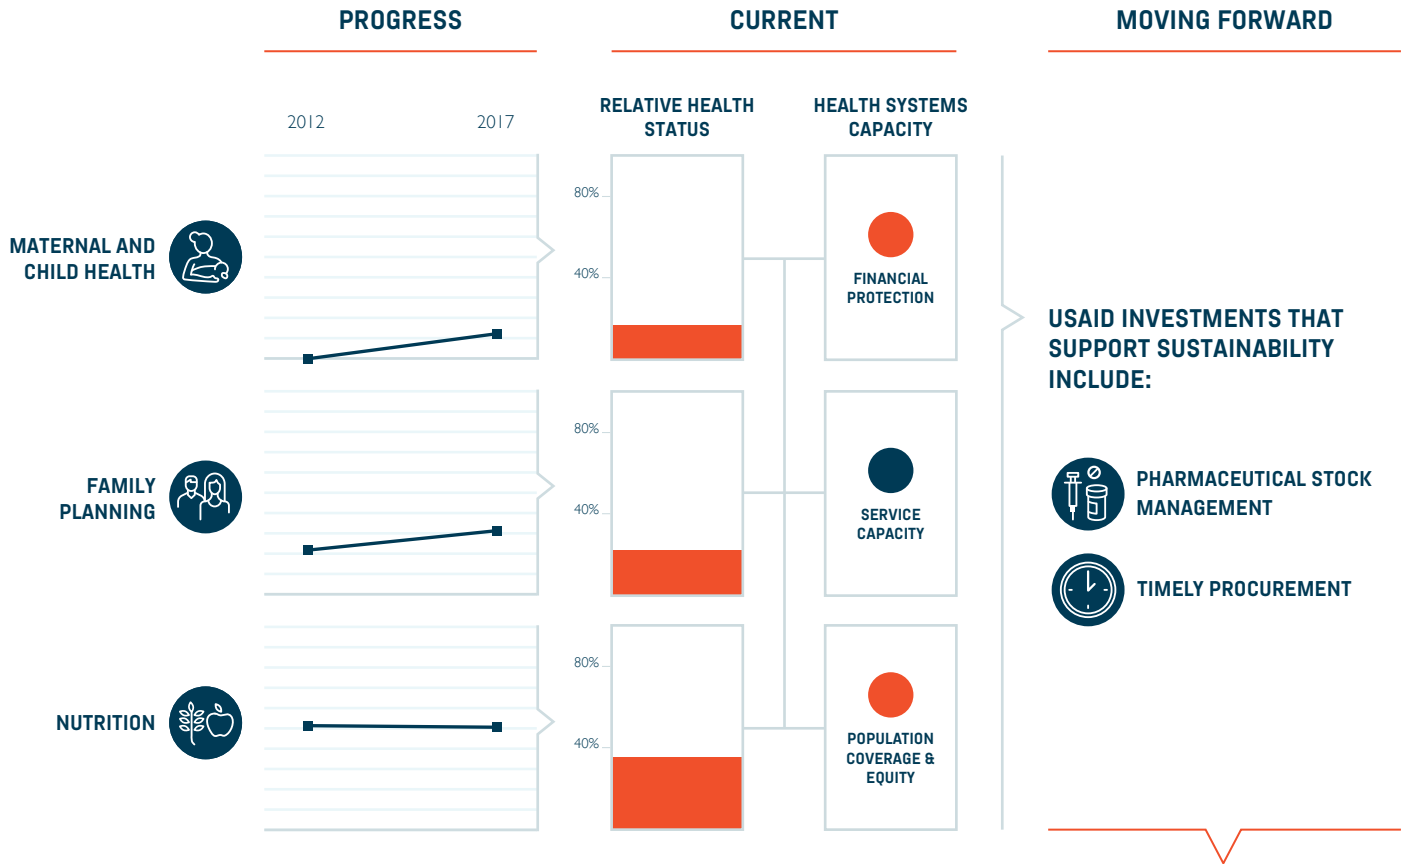 PROGRESS
CURRENT
MOVING FORWARD
2012
2017
RELATIVE HEALTH
STATUS
HEALTH SYSTEMS
CAPACITY
MATERNAL AND
CHILD HEALTH
80%
40%
FINANCIAL
PROTECTION
FAMILY
PLANNING
80%
40%
SERVICE
CAPACITY
NUTRITION
80%
40%
POPULATION
COVERAGE &
EQUITY
USAID INVESTMENTS THAT
SUPPORT SUSTAINABILITY
INCLUDE:
PHARMACEUTICAL STOCK
MANAGEMENT
TIMELY PROCUREMENT